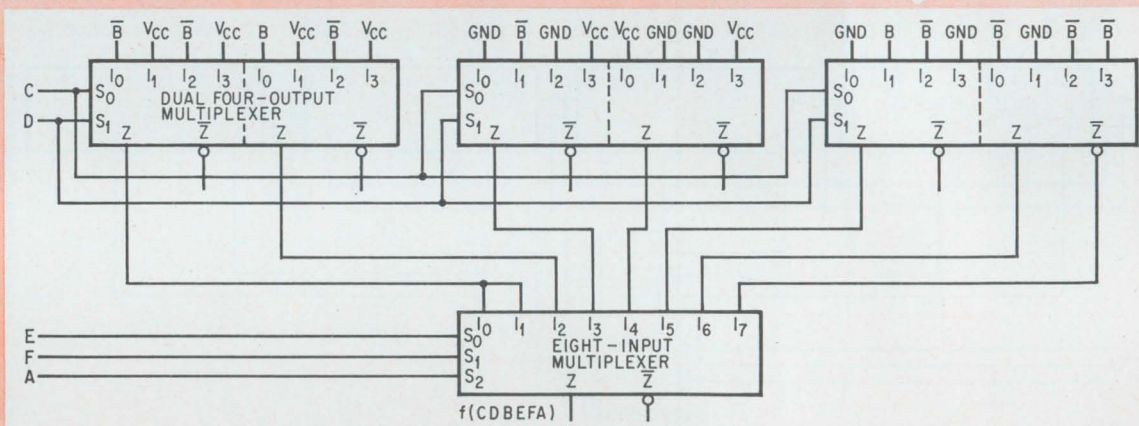 B̅ VCC B̅ VCC B VCC B̅ VCC GND B̅ GND VCC VCC GND GND VCC GND B B̅ GND B̅ GND B̅ B̅
I0 I1 I2 I3 I0 I1 I2 I3 I0 I1 I2 I3 I0 I1 I2 I3 I0 I1 I2 I3 I0 I1 I2 I3
C S0 DUAL FOUR-OUTPUT S0 S0
D S1 MULTIPLEXER S1 S1
Z Z̅ Z Z̅ Z Z̅ Z Z̅ Z Z̅ Z Z̅
I0 I1 I2 I3 I4 I5 I6 I7
E S0 EIGHT-INPUT
F S1 MULTIPLEXER
A S2 Z Z̅
f(CDBEFA)